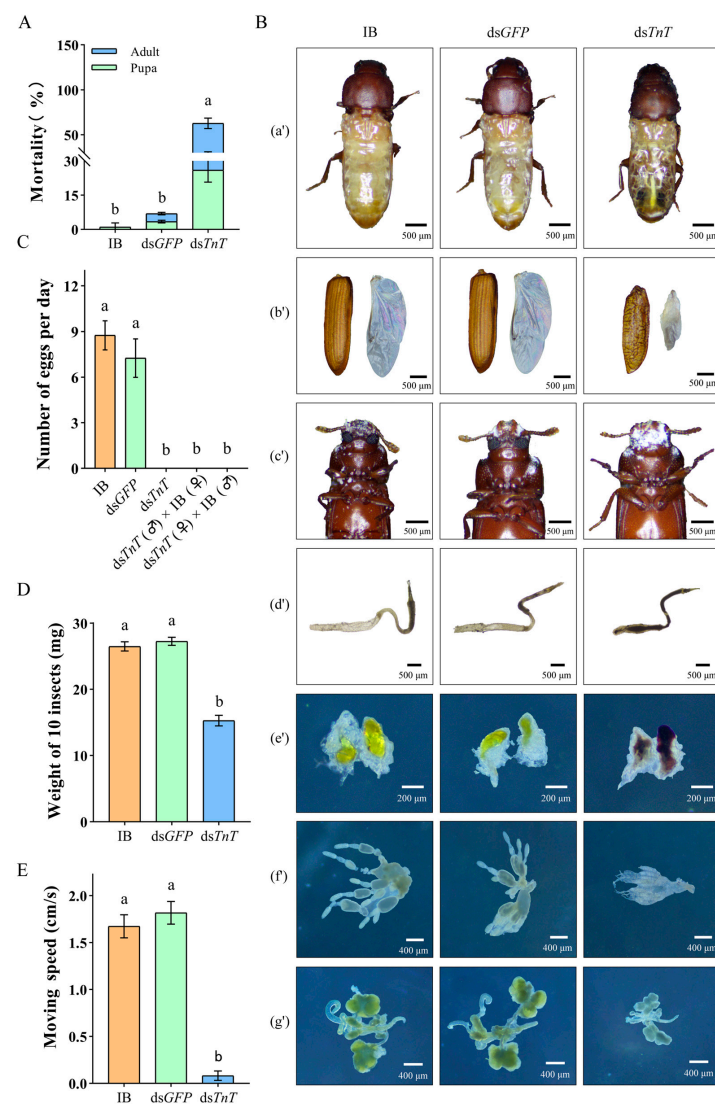 A
Mortality( %)
150
100
50
30
15
0
Adult
Pupa
b
b
a
IB
dsGFP
dsTnT
C
Number of eggs per day
12
9
6
3
0
a
a
b
b
b
IB
dsGFP
dsTnT
dsTnT (♂) × IB (♀)
dsTnT (♀) × IB (♂)
D
Weight of 10 insects (mg)
30
20
10
0
a
a
b
IB
dsGFP
dsTnT
E
Moving speed (cm/s)
2.0
1.5
1.0
0.5
0.0
a
a
b
IB
dsGFP
dsTnT
B
IB
dsGFP
dsTnT
(a')
500 μm
500 μm
500 μm
(b')
500 μm
500 μm
500 μm
(c')
500 μm
500 μm
500 μm
(d')
500 μm
500 μm
500 μm
(e')
200 μm
200 μm
200 μm
(f')
400 μm
400 μm
400 μm
(g')
400 μm
400 μm
400 μm